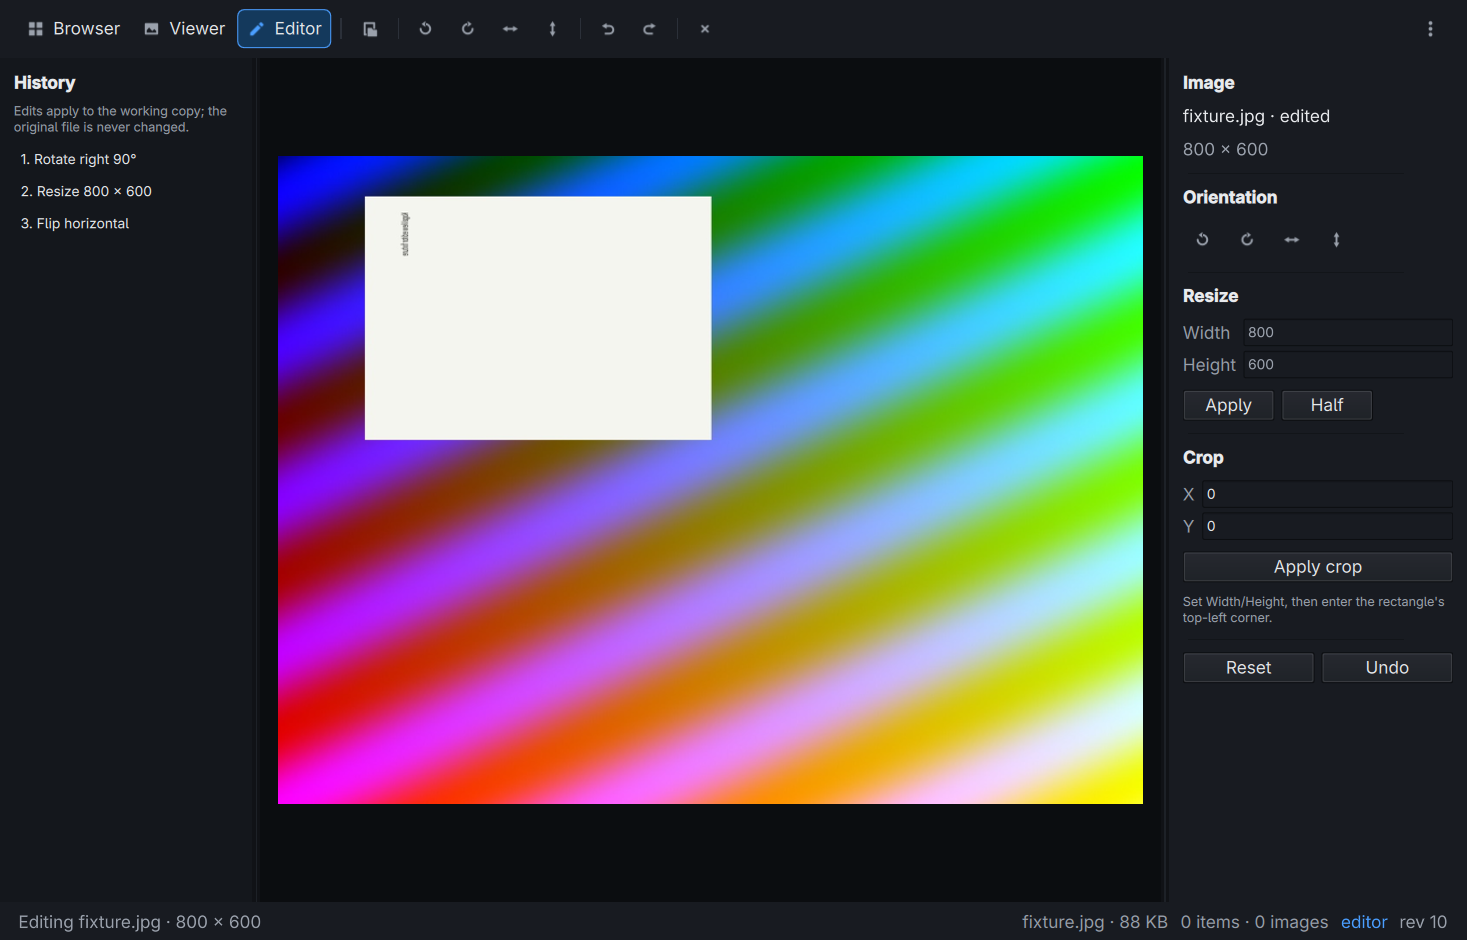 Browser Viewer Editor
History
Edits apply to the working copy; the
original file is never changed.
1. Rotate right 90°
2. Resize 800 × 600
3. Flip horizontal
Image
fixture.jpg · edited
800 × 600
Orientation
Resize
Width 800
Height 600
Apply Half
Crop
X 0
Y 0
Apply crop
Set Width/Height, then enter the rectangle's
top-left corner.
Reset Undo
Editing fixture.jpg · 800 × 600
fixture.jpg · 88 KB 0 items · 0 images editor rev 10